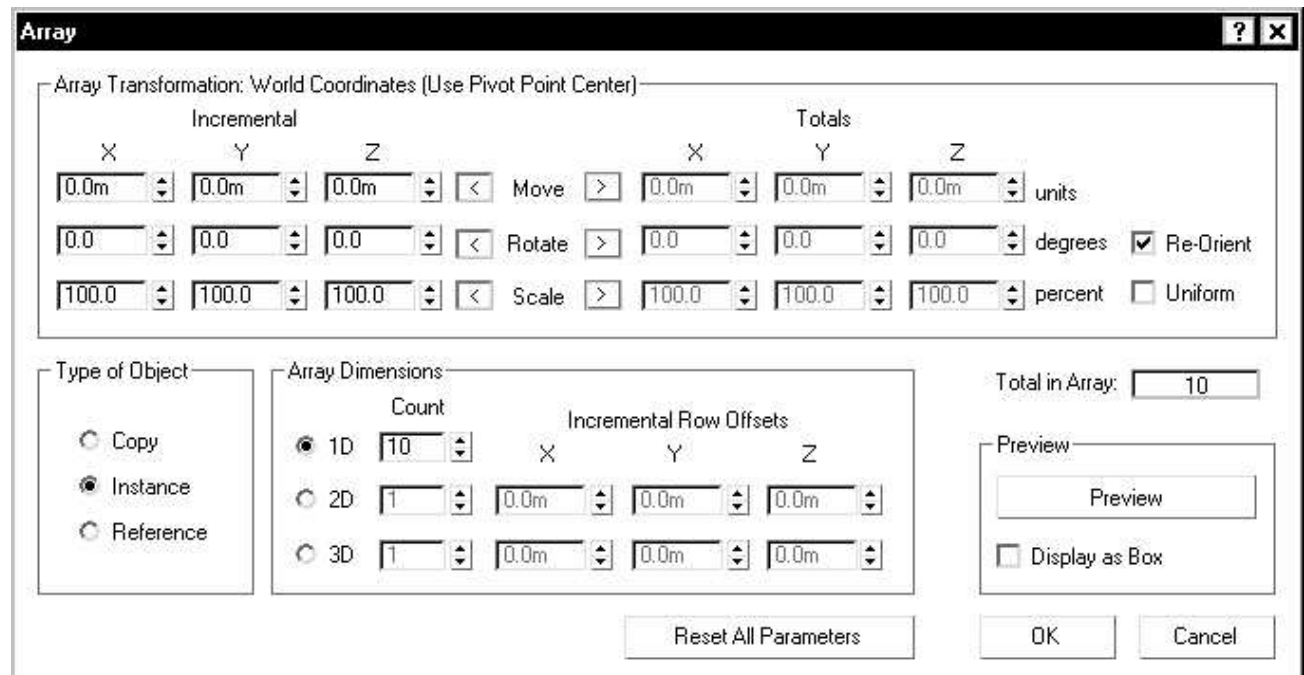 Array ? ×
Array Transformation: World Coordinates (Use Pivot Point Center)
Incremental Totals
X Y Z X Y Z
0.0m 0.0m 0.0m < Move > 0.0m 0.0m 0.0m units
0.0 0.0 0.0 < Rotate > 0.0 0.0 0.0 degrees Re-Orient
100.0 100.0 100.0 < Scale > 100.0 100.0 100.0 percent Uniform
Type of Object
Copy
Instance
Reference
Array Dimensions
Count
Incremental Row Offsets
1D 10 X Y Z
2D 1 0.0m 0.0m 0.0m
3D 1 0.0m 0.0m 0.0m
Total in Array: 10
Preview
Preview
Display as Box
Reset All Parameters OK Cancel